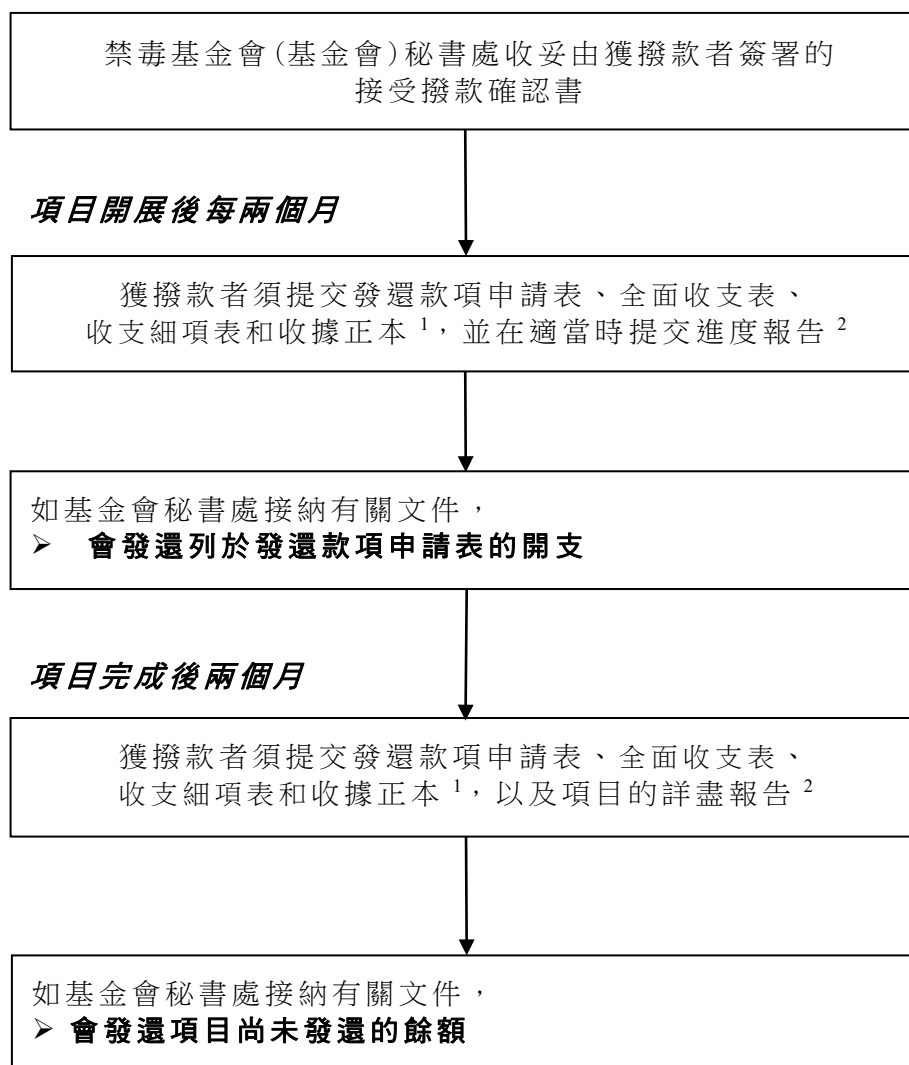 禁毒基金會(基金會)秘書處收妥由獲撥款者簽署的
接受撥款確認書
項目開展後每兩個月
獲撥款者須提交發還款項申請表、全面收支表、
收支細項表和收據正本 1，並在適當時提交進度報告 2
如基金會秘書處接納有關文件，
➢ 會發還列於發還款項申請表的開支
項目完成後兩個月
獲撥款者須提交發還款項申請表、全面收支表、
收支細項表和收據正本 1，以及項目的詳盡報告 2
如基金會秘書處接納有關文件，
➢ 會發還項目尚未發還的餘額